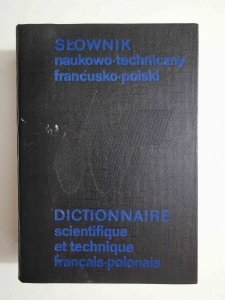 SŁOWNIK
naukowo-techniczny
francusko-polski
DICTIONNAIRE
scientifique
et technique
français-polonais